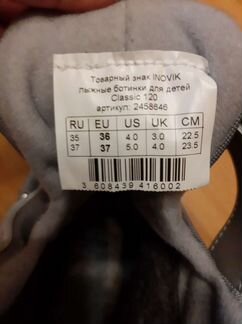 Товарный знак INOVIK
лыжные ботинки для детей
Classic 120
артикул: 2458646
RU EU US UK CM
35 36 4.0 3.0 22.5
37 37 5.0 4.0 23.5
3 608439 416002